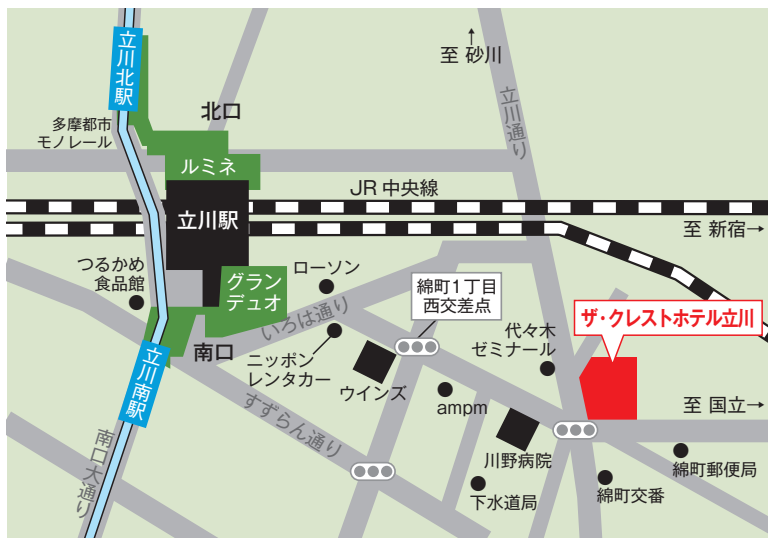 ↑
至 砂川
立川北駅
多摩都市
モノレール
北口
立川通り
ルミネ
JR 中央線
立川駅
至 新宿→
つるかめ
食品館
グラン
デュオ
ローソン
いろは通り
綿町1丁目
西交差点
代々木
ゼミナール
ザ・クレストホテル立川
南口
ニッポン
レンタカー
ウインズ
立川南駅
すずらん通り
ampm
至 国立→
南口大通り
川野病院
下水道局
綿町交番
綿町郵便局